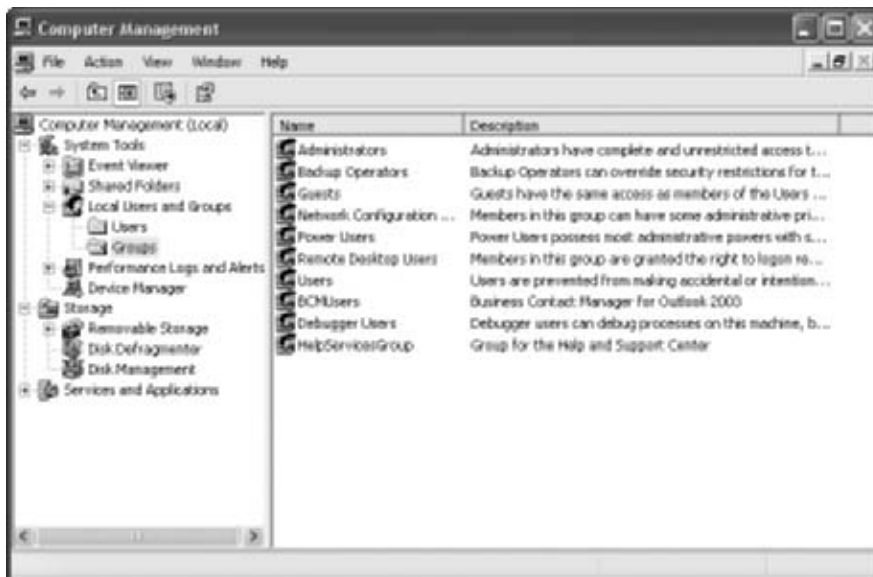 Computer Management
File Action View Window Help
Computer Management (Local)
System Tools
Event Viewer
Shared Folders
Local Users and Groups
Users
Groups
Performance Logs and Alerts
Device Manager
Storage
Removable Storage
Disk Defragmenter
Disk Management
Services and Applications
Name Description
Administrators Administrators have complete and unrestricted access t...
Backup Operators Backup Operators can override security restrictions for t...
Guests Guests have the same access as members of the Users ...
Network Configuration ... Members in this group can have some administrative pri...
Power Users Power Users possess most administrative powers with s...
Remote Desktop Users Members in this group are granted the right to logon re...
Users Users are prevented from making accidental or intention...
BCMUsers Business Contact Manager for Outlook 2003
Debugger Users Debugger users can debug processes on this machine, b...
HelpServicesGroup Group for the Help and Support Center